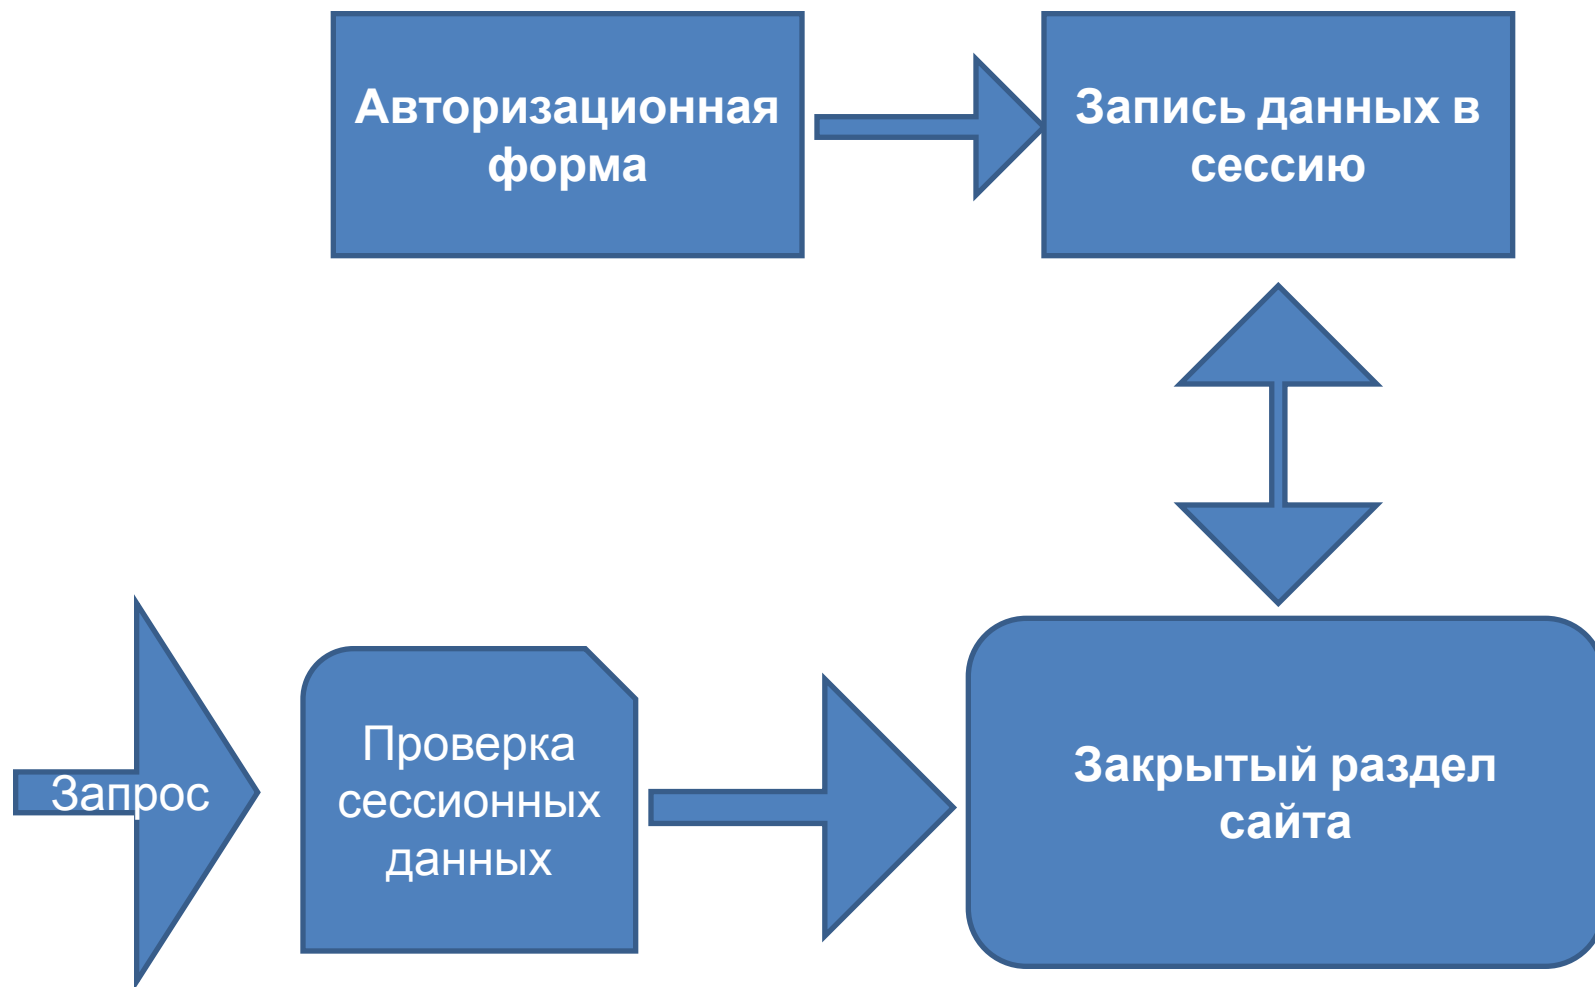 Авторизационная
форма
Запись данных в
сессию
Запрос
Проверка
сессионных
данных
Закрытый раздел
сайта